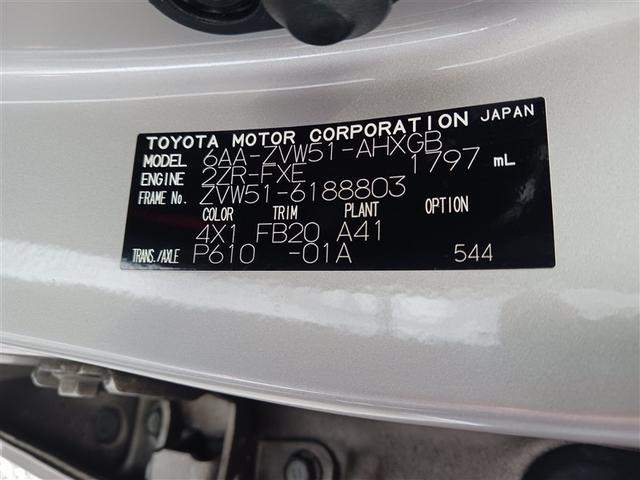 TOYOTA MOTOR CORPORATION JAPAN
MODEL 6AA-ZVW51-AHXGB
ENGINE 2ZR-FXE 1797 mL
FRAME No. ZVW51-6188803
COLOR TRIM PLANT OPTION
4X1 FB20 A41
TRANS./AXLE P610 -01A 544